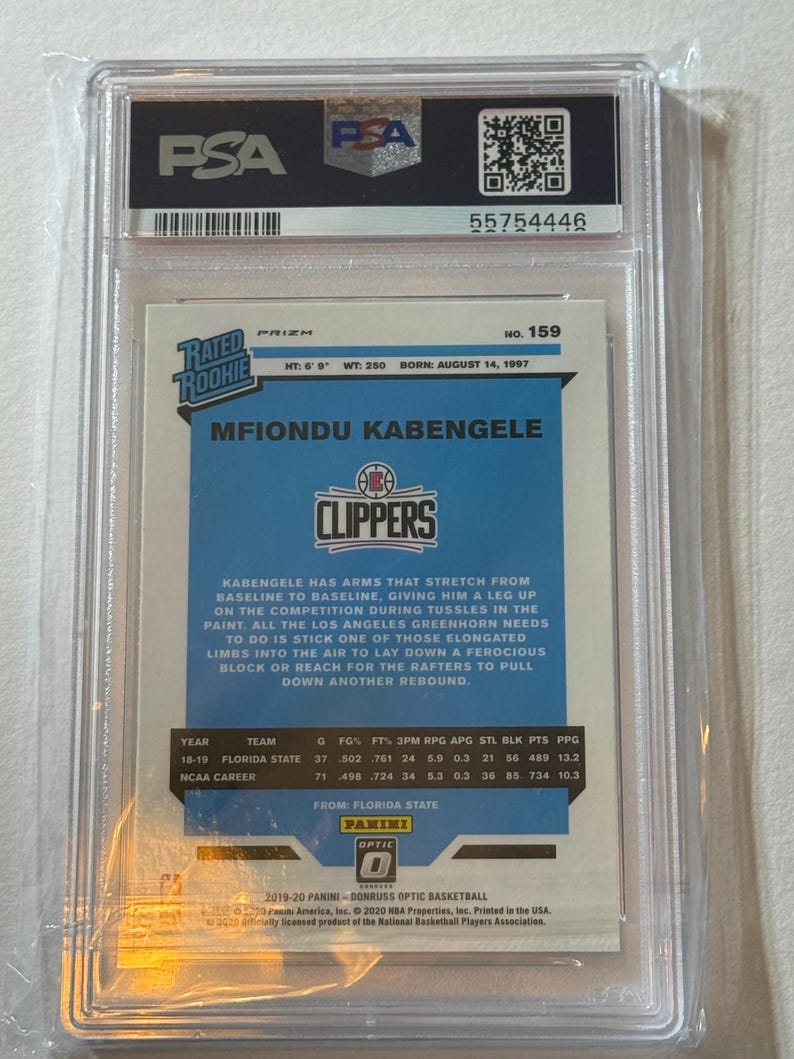 PSA PSA
55754446
RATED
ROOKIE
PRIZM
NO. 159
HT: 6' 9" WT: 250 BORN: AUGUST 14, 1997
MFIONDU KABENGELE
CLIPPERS
KABENGELE HAS ARMS THAT STRETCH FROM
BASELINE TO BASELINE, GIVING HIM A LEG UP
ON THE COMPETITION DURING TUSSLES IN THE
PAINT. ALL THE LOS ANGELES GREENHORN NEEDS
TO DO IS STICK ONE OF THOSE ELONGATED
LIMBS INTO THE AIR TO LAY DOWN A FEROCIOUS
BLOCK OR REACH FOR THE RAFTERS TO PULL
DOWN ANOTHER REBOUND.
YEAR TEAM G FG% FT% 3PM RPG APG STL BLK PTS PPG
18-19 FLORIDA STATE 37 .502 .761 24 5.9 0.3 21 56 489 13.2
NCAA CAREER 71 .498 .724 34 5.3 0.3 36 85 734 10.3
FROM: FLORIDA STATE
PANINI
OPTIC
DONRUSS
2019-20 PANINI – DONRUSS OPTIC BASKETBALL
© 2020 Panini America, Inc. © 2020 NBA Properties, Inc. Printed in the USA.
© 2020 Officially licensed product of the National Basketball Players Association.
PSA